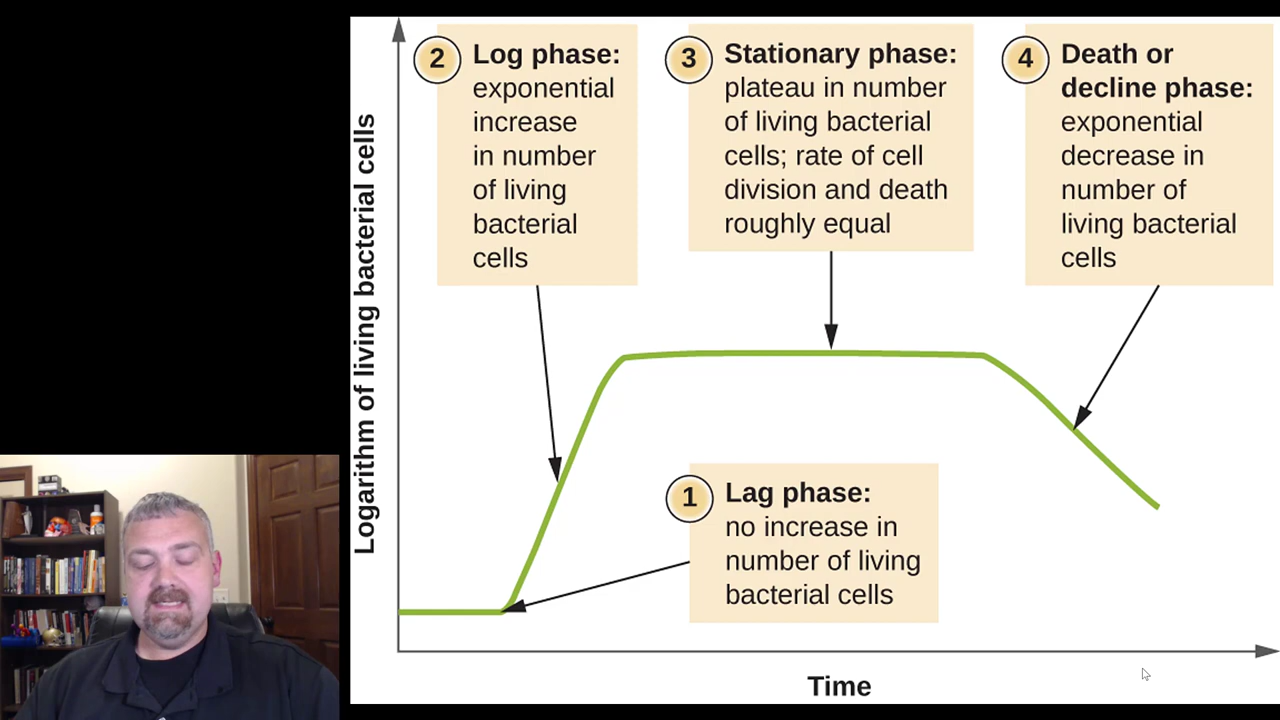 Logarithm of living bacterial cells
2
Log phase:
exponential
increase
in number
of living
bacterial
cells
3
Stationary phase:
plateau in number
of living bacterial
cells; rate of cell
division and death
roughly equal
4
Death or
decline phase:
exponential
decrease in
number of
living bacterial
cells
1
Lag phase:
no increase in
number of living
bacterial cells
Time